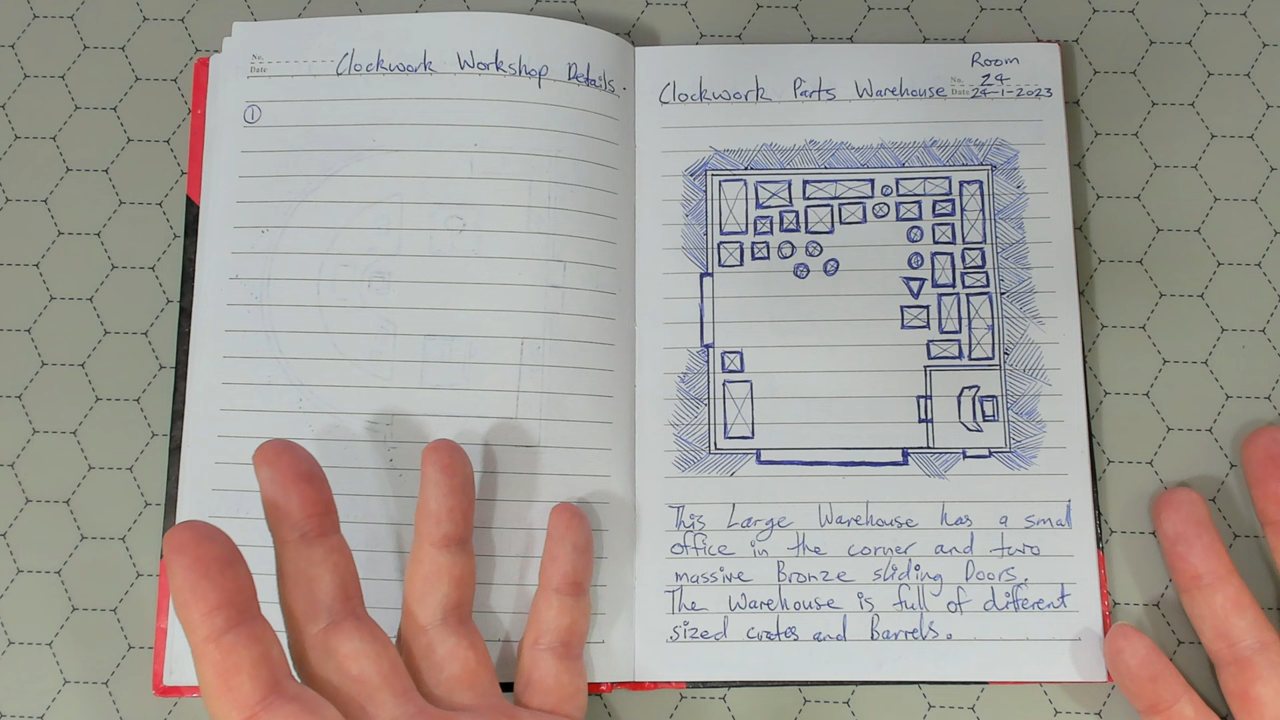 No.
Date
Clockwork Workshop Details.
①
Room
Clockwork Parts Warehouse No. 24
Date 24-1-2023
This Large Warehouse has a small
office in the corner and two
massive Bronze sliding Doors.
The Warehouse is full of different
sized crates and Barrels.